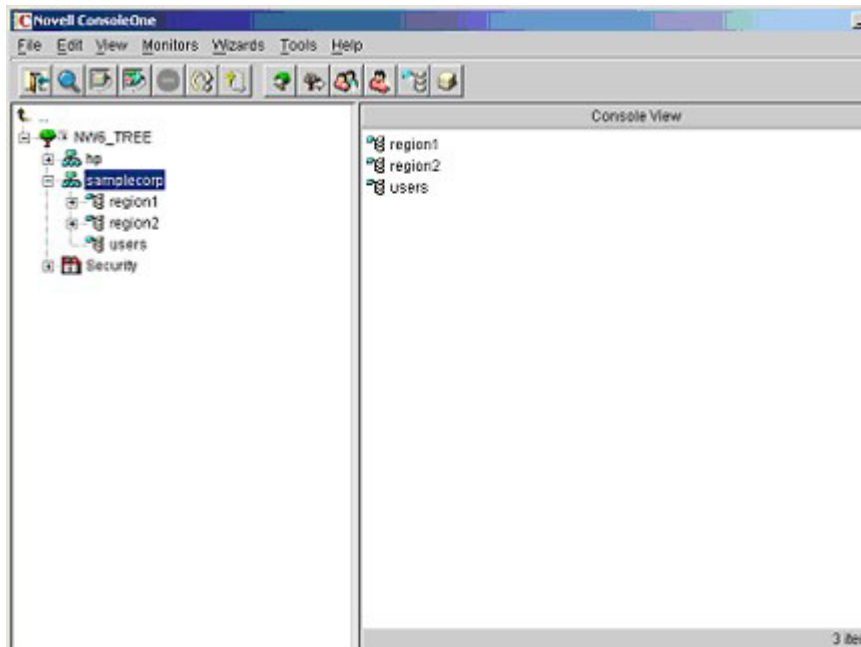 Novell ConsoleOne
File Edit View Monitors Wizards Tools Help
..
NW6_TREE
hp
samplecorp
region1
region2
users
Security
Console View
region1
region2
users
3